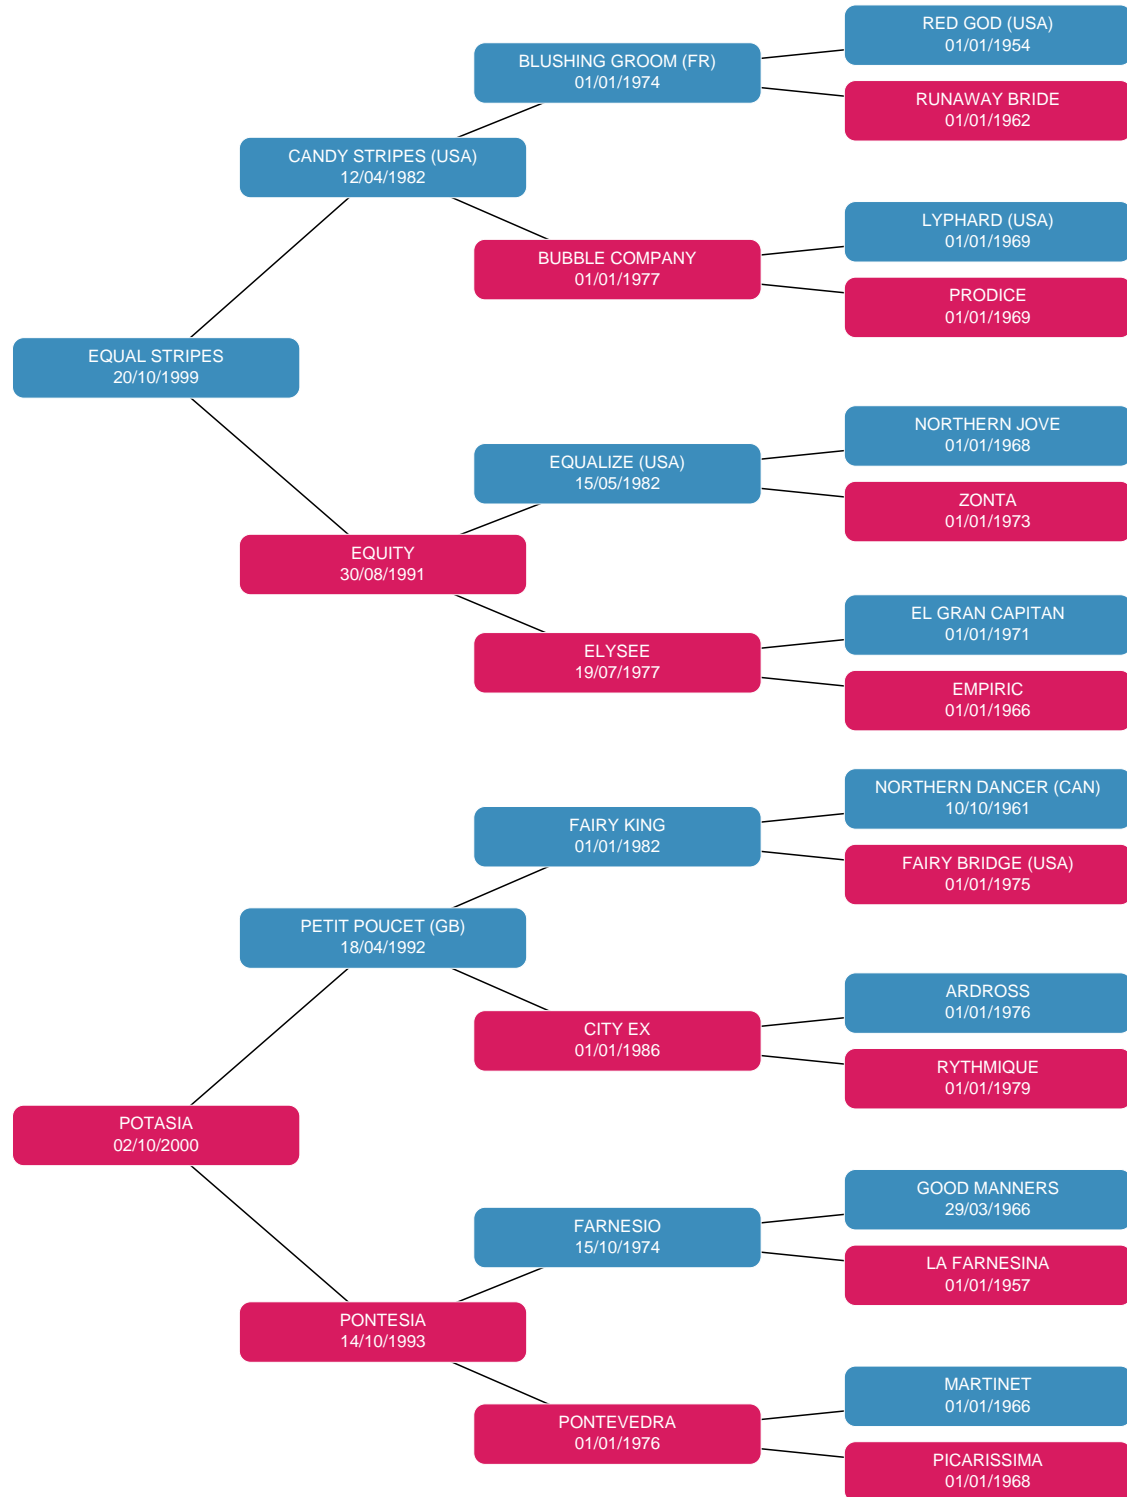 RED GOD (USA)
01/01/1954
BLUSHING GROOM (FR)
01/01/1974
RUNAWAY BRIDE
01/01/1962
CANDY STRIPES (USA)
12/04/1982
LYPHARD (USA)
01/01/1969
BUBBLE COMPANY
01/01/1977
PRODICE
01/01/1969
EQUAL STRIPES
20/10/1999
NORTHERN JOVE
01/01/1968
EQUALIZE (USA)
15/05/1982
ZONTA
01/01/1973
EQUITY
30/08/1991
EL GRAN CAPITAN
01/01/1971
ELYSEE
19/07/1977
EMPIRIC
01/01/1966
NORTHERN DANCER (CAN)
10/10/1961
FAIRY KING
01/01/1982
FAIRY BRIDGE (USA)
01/01/1975
PETIT POUCET (GB)
18/04/1992
ARDROSS
01/01/1976
CITY EX
01/01/1986
RYTHMIQUE
01/01/1979
POTASIA
02/10/2000
GOOD MANNERS
29/03/1966
FARNESIO
15/10/1974
LA FARNESINA
01/01/1957
PONTESIA
14/10/1993
MARTINET
01/01/1966
PONTEVEDRA
01/01/1976
PICARISSIMA
01/01/1968